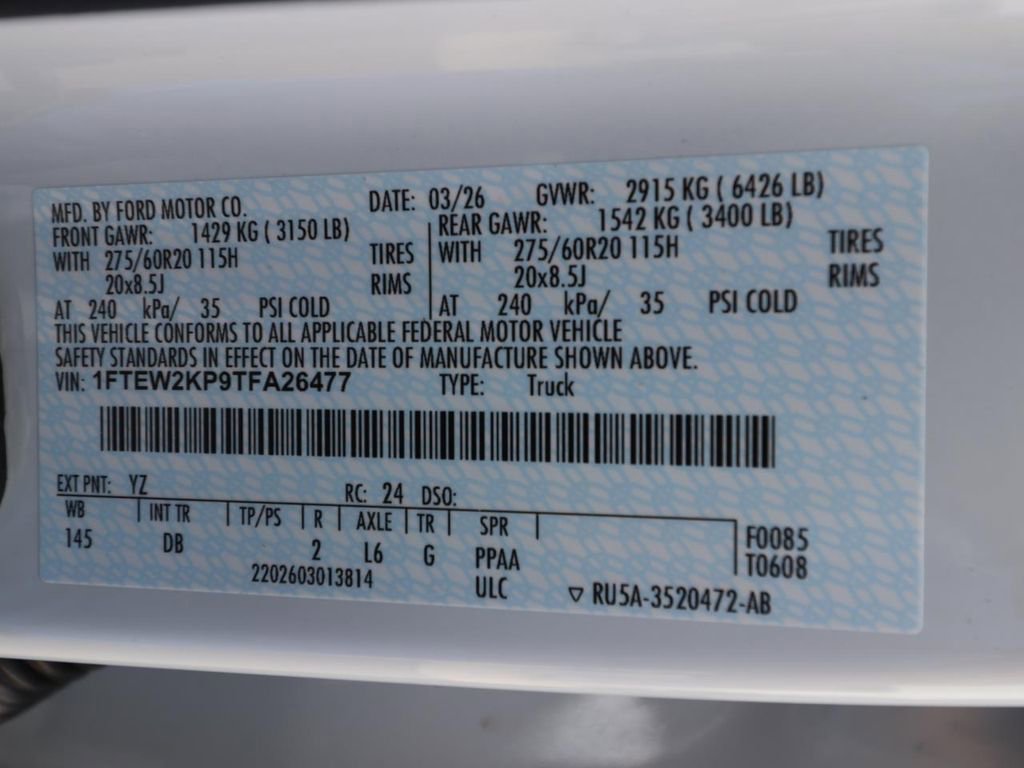 MFD. BY FORD MOTOR CO. DATE: 03/26 GVWR: 2915 KG ( 6426 LB)
FRONT GAWR: 1429 KG ( 3150 LB) REAR GAWR: 1542 KG ( 3400 LB)
WITH 275/60R20 115H TIRES WITH 275/60R20 115H TIRES
20x8.5J RIMS 20x8.5J RIMS
AT 240 kPa/ 35 PSI COLD AT 240 kPa/ 35 PSI COLD
THIS VEHICLE CONFORMS TO ALL APPLICABLE FEDERAL MOTOR VEHICLE
SAFETY STANDARDS IN EFFECT ON THE DATE OF MANUFACTURE SHOWN ABOVE.
VIN: 1FTEW2KP9TFA26477 TYPE: Truck
EXT PNT: YZ RC: 24 DSO:
WB INT TR TP/PS R AXLE TR SPR
145 DB 2 L6 G PPAA F0085
2202603013814 ULC T0608
▽ RU5A-3520472-AB